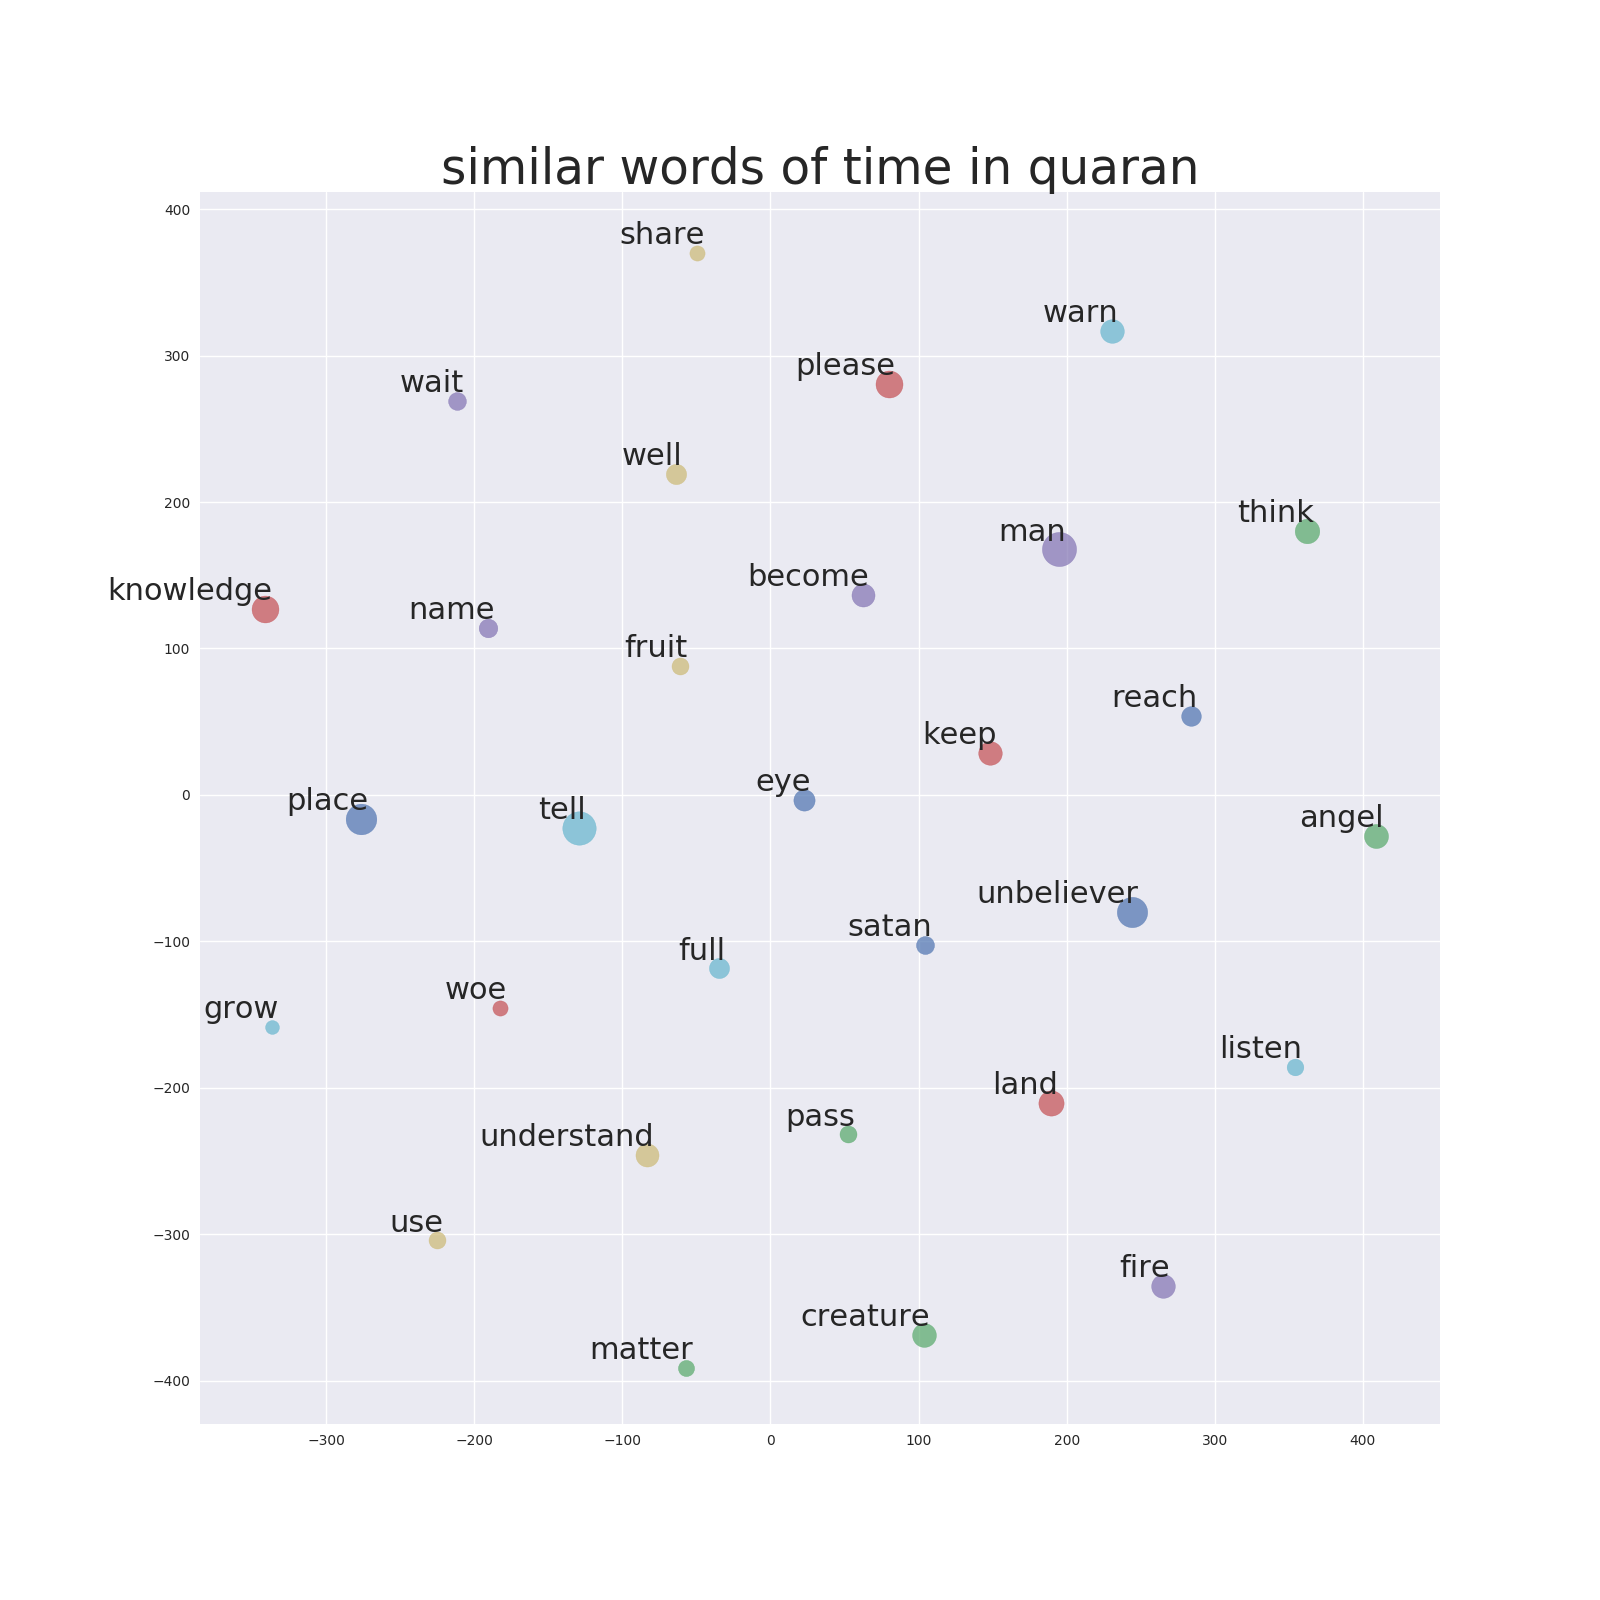 similar words of time in quaran
400
share
warn
300
please
wait
well
200
think
man
become
knowledge
name
100
fruit
reach
keep
eye
0
place
tell
angel
unbeliever
satan
−100
full
woe
grow
listen
land
−200
pass
understand
use
−300
fire
creature
matter
−400
−300 −200 −100 0 100 200 300 400